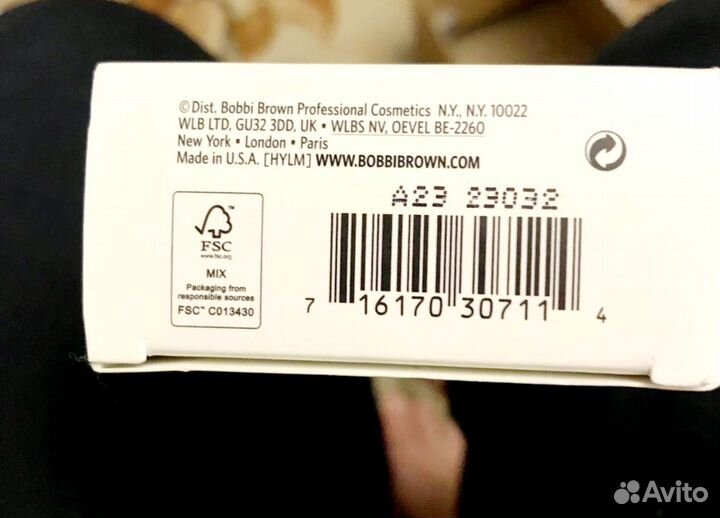 ©Dist. Bobbi Brown Professional Cosmetics N.Y., N.Y. 10022
WLB LTD, GU32 3DD, UK • WLBS NV, OEVEL BE-2260
New York • London • Paris
Made in U.S.A. [HYLM] WWW.BOBBIBROWN.COM
A23 23032
FSC
www.fsc.org
MIX
Packaging from
responsible sources
FSC™ C013430
7 16170 30711 4
Avito